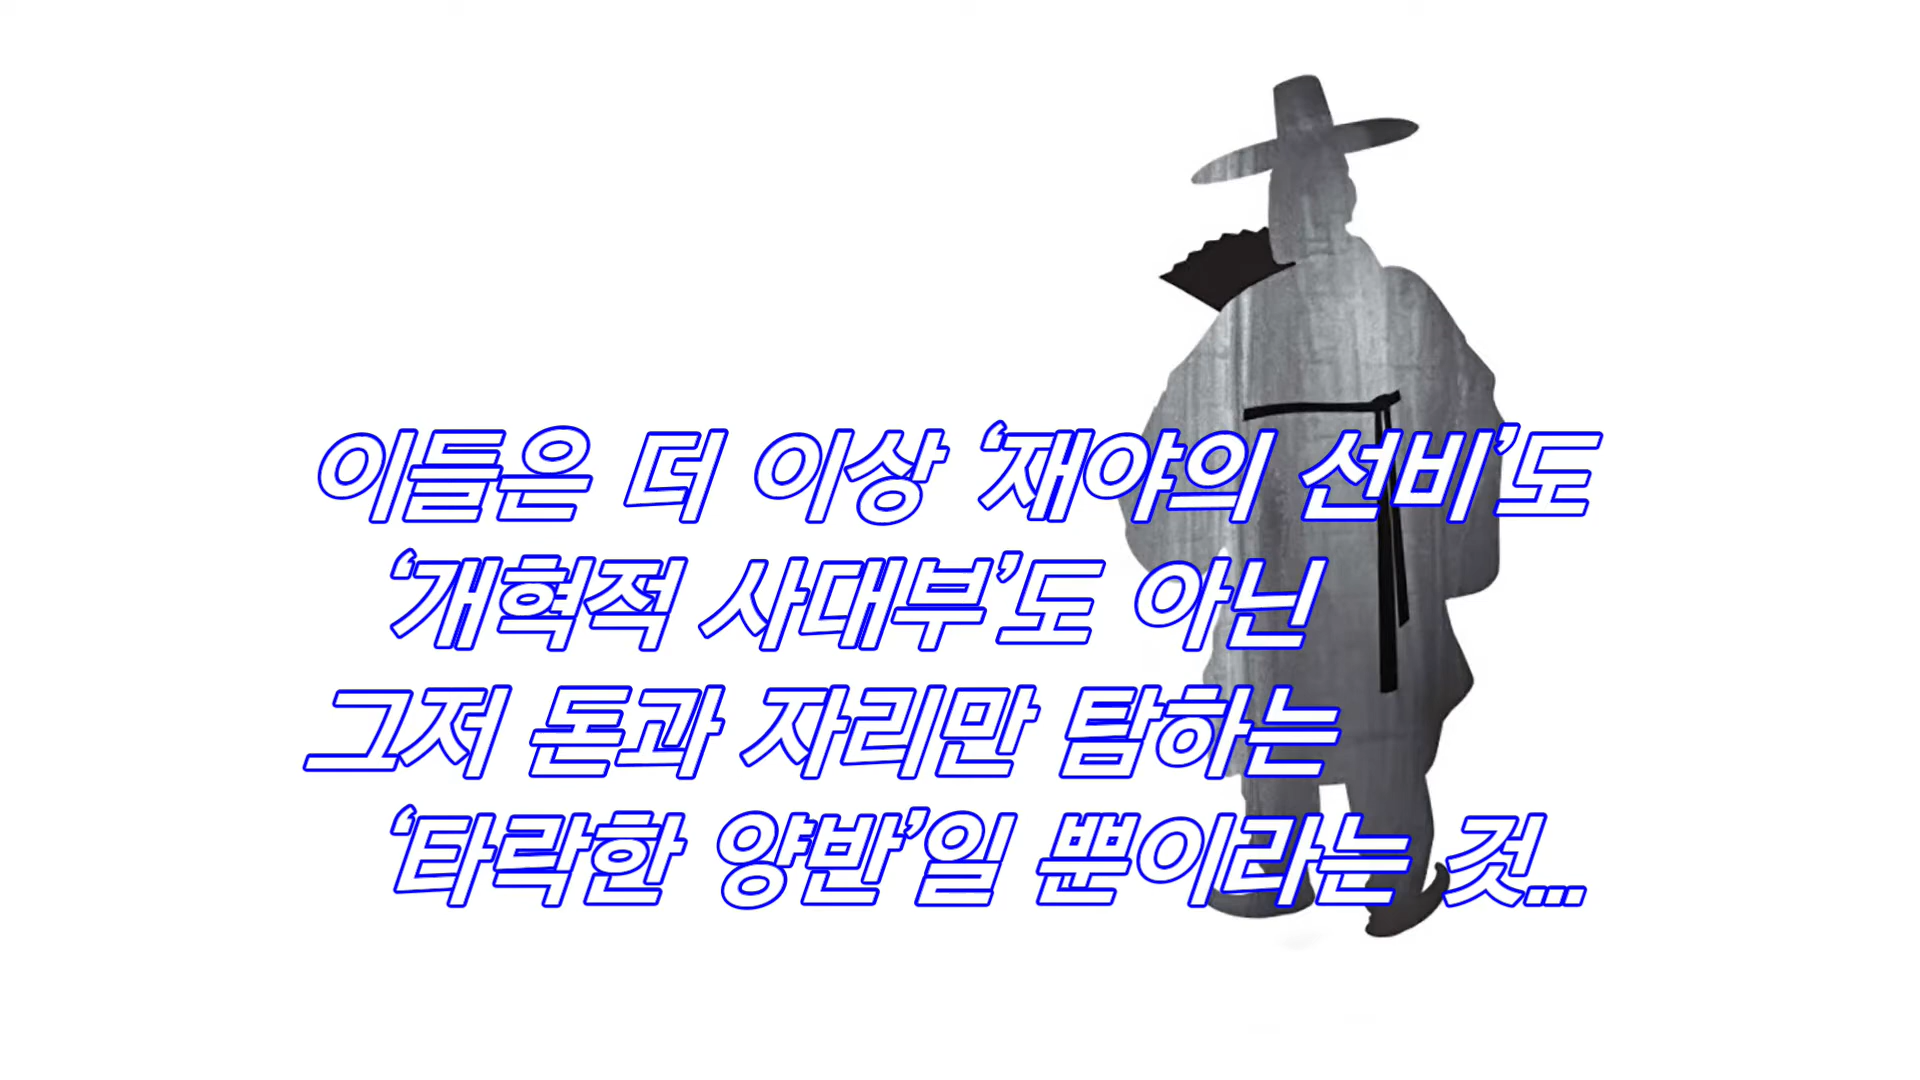 이들은 더 이상 ‘재야의 선비’도
‘개혁적 사대부’도 아닌
그저 돈과 자리만 탐하는
‘타락한 양반’일 뿐이라는 것...